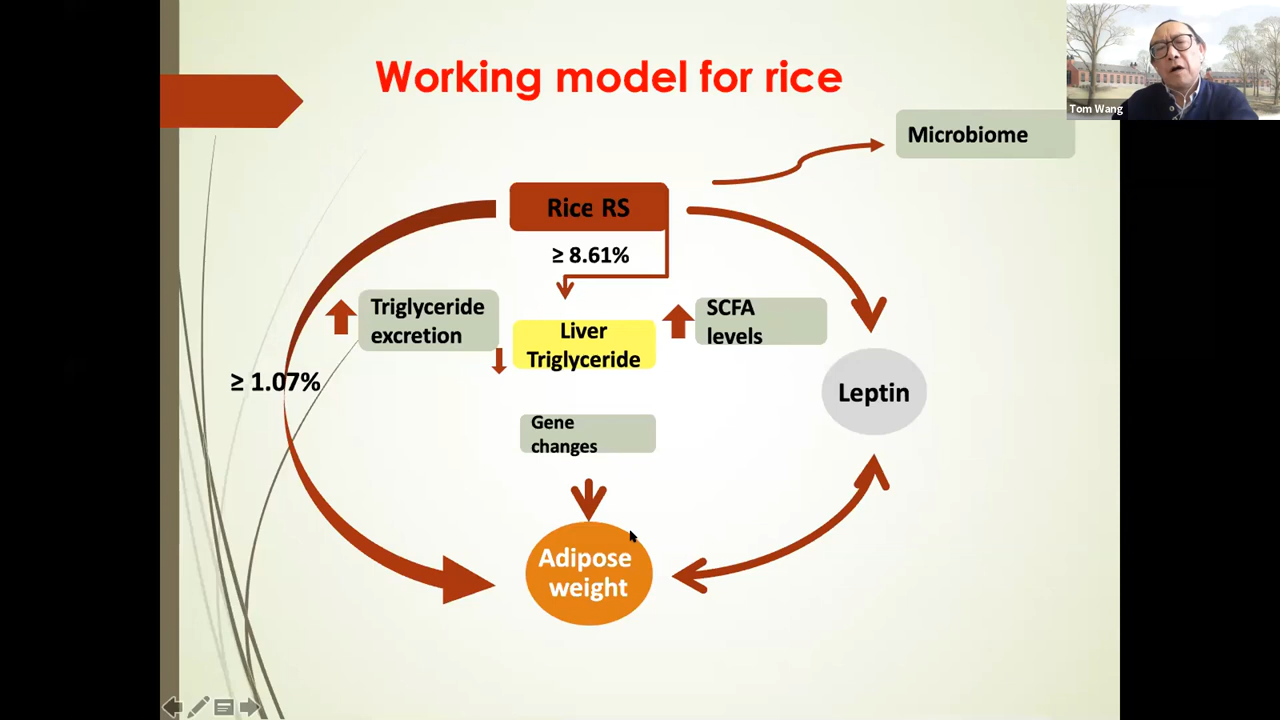 Working model for rice
Tom Wang
Microbiome
Rice RS
≥ 8.61%
Triglyceride
excretion
Liver
Triglyceride
SCFA
levels
≥ 1.07%
Leptin
Gene
changes
Adipose
weight